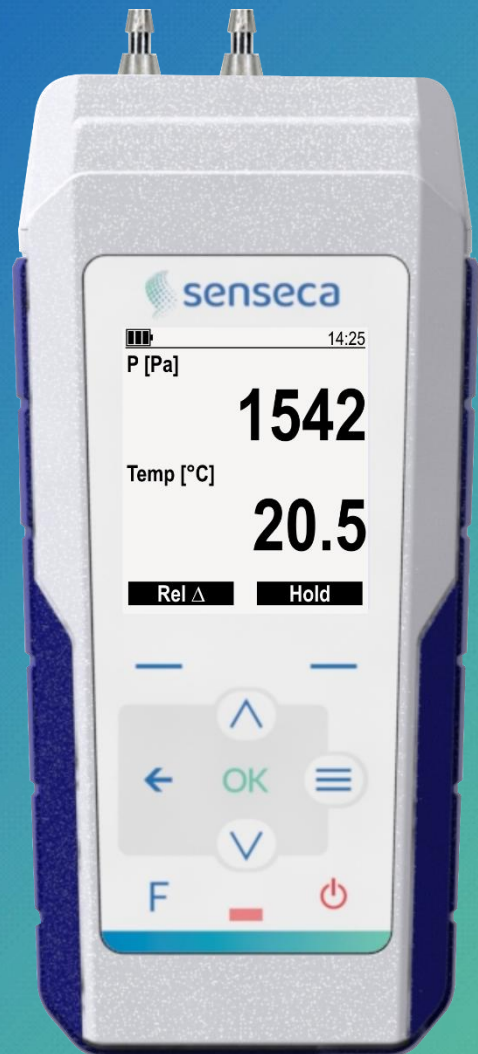 senseca
14:25
P [Pa]
1542
Temp [°C]
20.5
Rel Δ Hold
OK
F